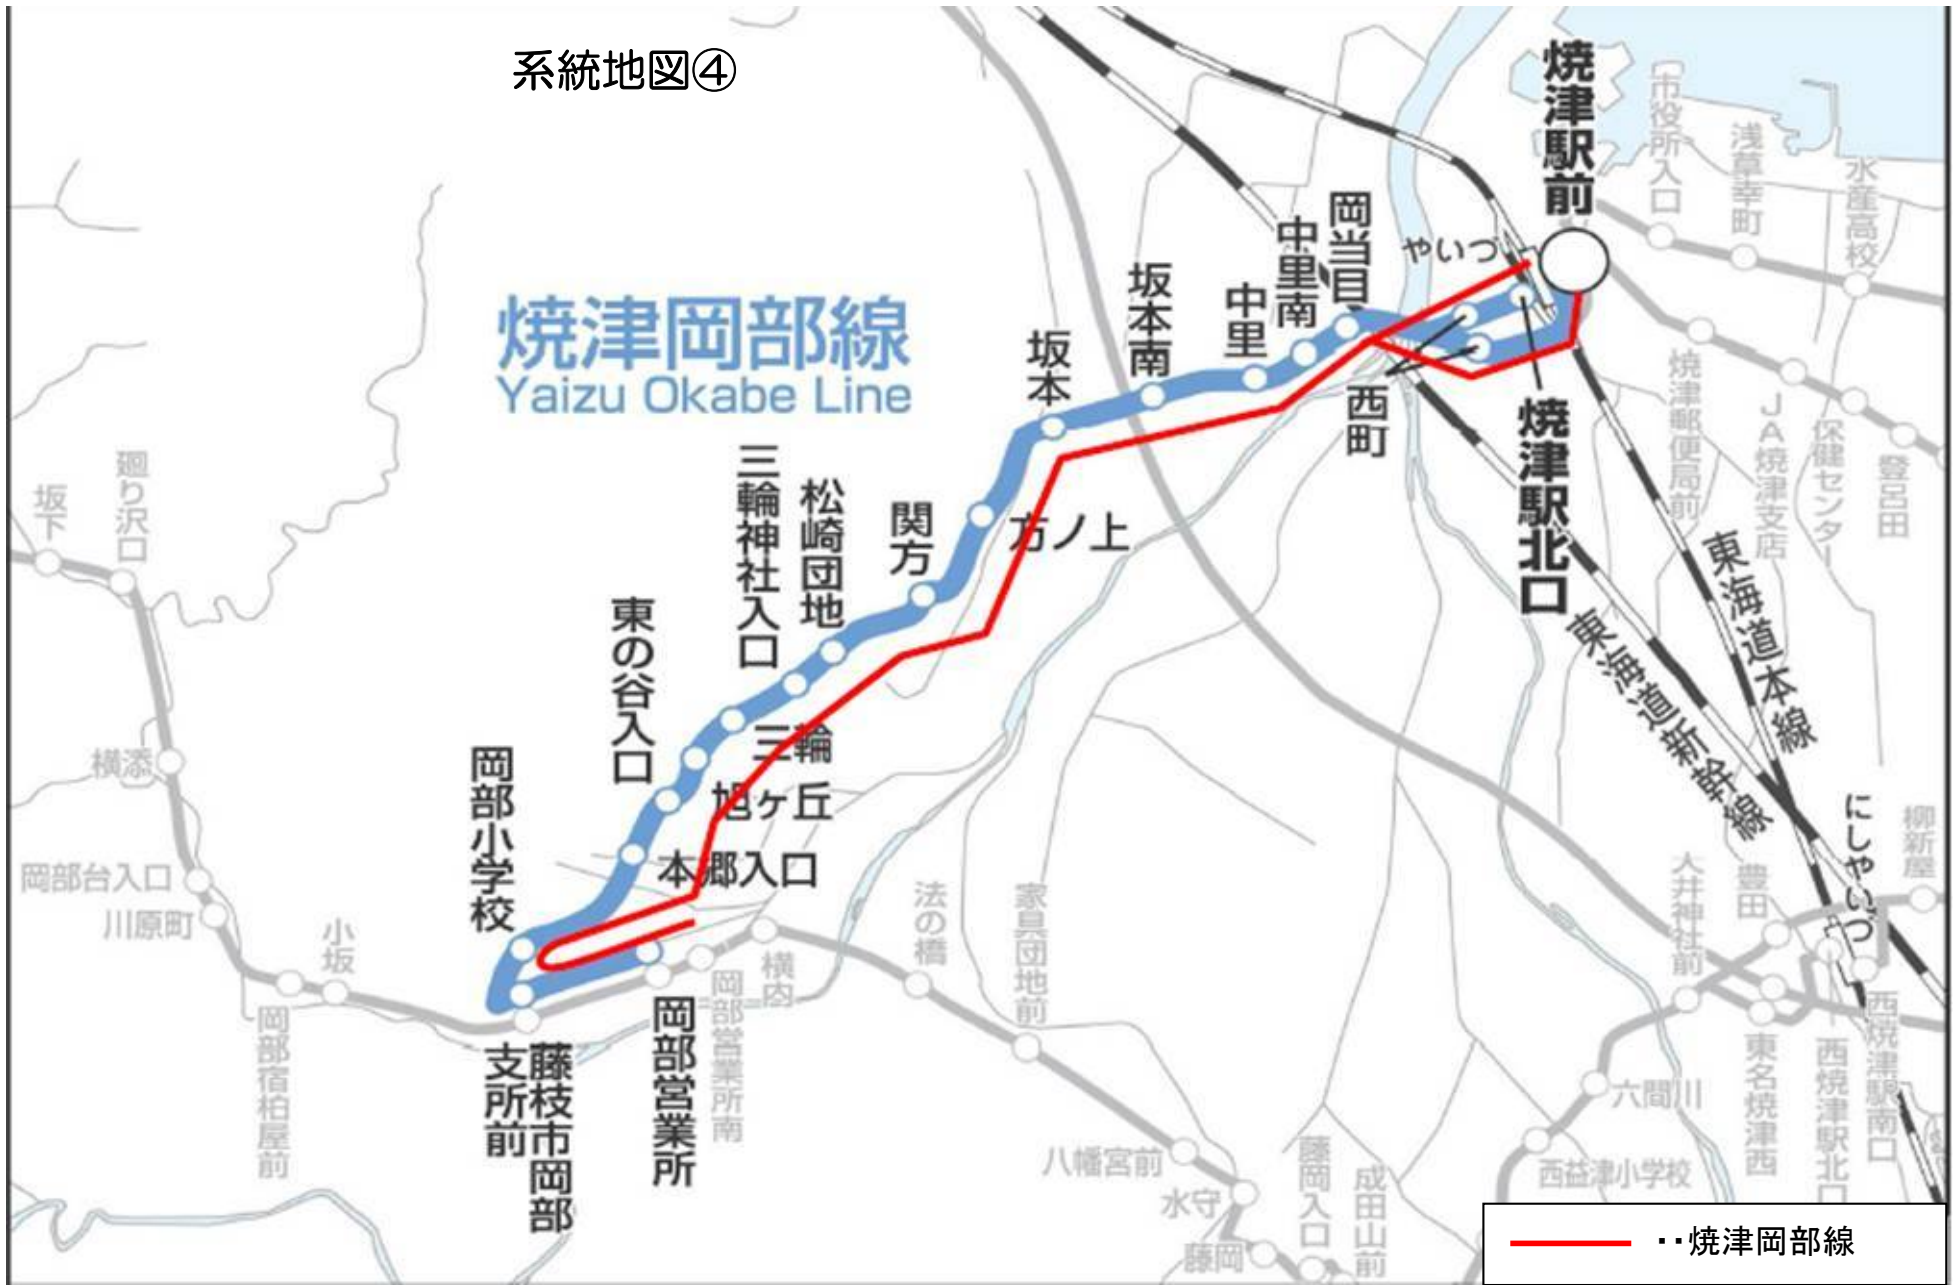 系統地図④
焼津岡部線
Yaizu Okabe Line
焼津駅前
市役所入口
浅草幸町
水産高校
やいづ
岡当目
中里南
中里
坂本南
坂本
西町
焼津駅北口
焼津郵便局前
JA焼津支店
保健センター
登呂田
方ノ上
関方
松崎団地
三輪神社入口
東の谷入口
三輪
旭ヶ丘
本郷入口
岡部小学校
藤枝市岡部
支所前
岡部営業所
岡部営業所南
横内
法の橋
家具団地前
坂下
廻り沢口
横添
岡部台入口
川原町
小坂
岡部宿柏屋前
東海道本線
東海道新幹線
にしやいづ
柳新屋
豊田
大井神社前
西焼津駅南口
西焼津駅北口
東名焼津西
六間川
西益津小学校
八幡宮前
水守
藤岡
藤岡入口
成田山前
‥焼津岡部線